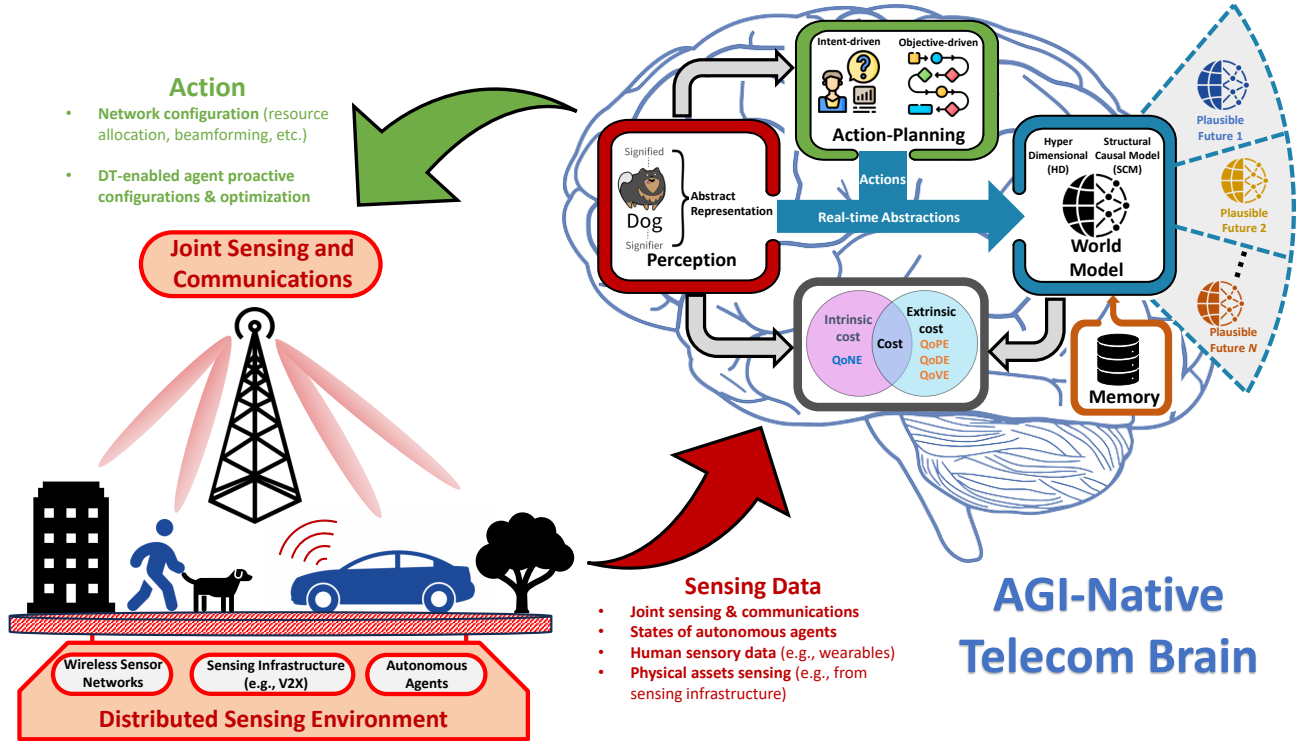 Action
• Network configuration (resource
allocation, beamforming, etc.)
• DT-enabled agent proactive
configurations & optimization
Joint Sensing and
Communications
Wireless Sensor
Networks
Sensing Infrastructure
(e.g., V2X)
Autonomous
Agents
Distributed Sensing Environment
Sensing Data
• Joint sensing & communications
• States of autonomous agents
• Human sensory data (e.g., wearables)
• Physical assets sensing (e.g., from
sensing infrastructure)
Intent-driven
Objective-driven
?
Action-Planning
Signified
Dog
Signifier
Abstract
Representation
Perception
Actions
Real-time Abstractions
Hyper
Dimensional
(HD)
Structural
Causal Model
(SCM)
World
Model
Plausible
Future 1
Plausible
Future 2
Plausible
Future N
Intrinsic
cost
QoNE
Cost
Extrinsic
cost
QoPE
QoDE
QoVE
Memory
AGI-Native
Telecom Brain